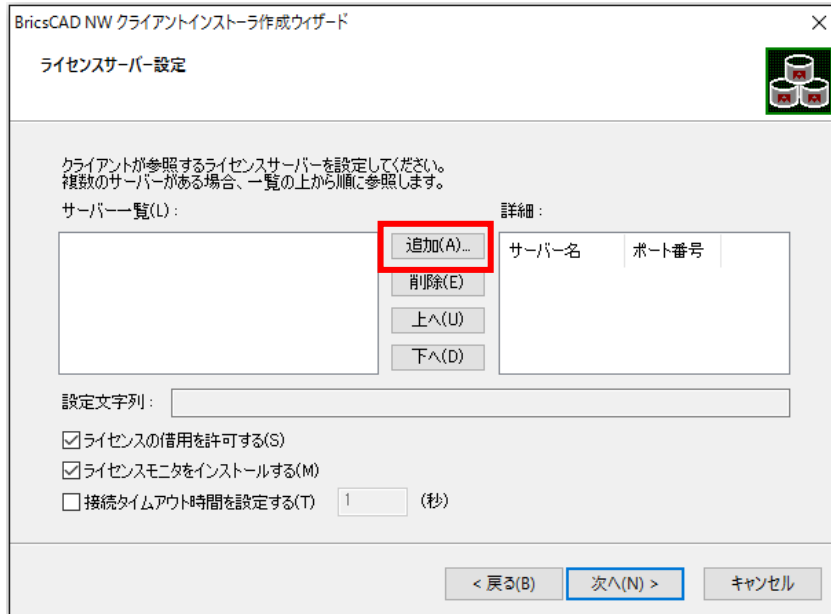 BricsCAD NW クライアントインストーラ作成ウィザード
ライセンスサーバー設定
クライアントが参照するライセンスサーバーを設定してください。
複数のサーバーがある場合、一覧の上から順に参照します。
サーバー一覧(L):
詳細:
追加(A)...
サーバー名 ポート番号
削除(E)
上へ(U)
下へ(D)
設定文字列:
ライセンスの借用を許可する(S)
ライセンスモニタをインストールする(M)
接続タイムアウト時間を設定する(T) 1 (秒)
< 戻る(B) 次へ(N) > キャンセル